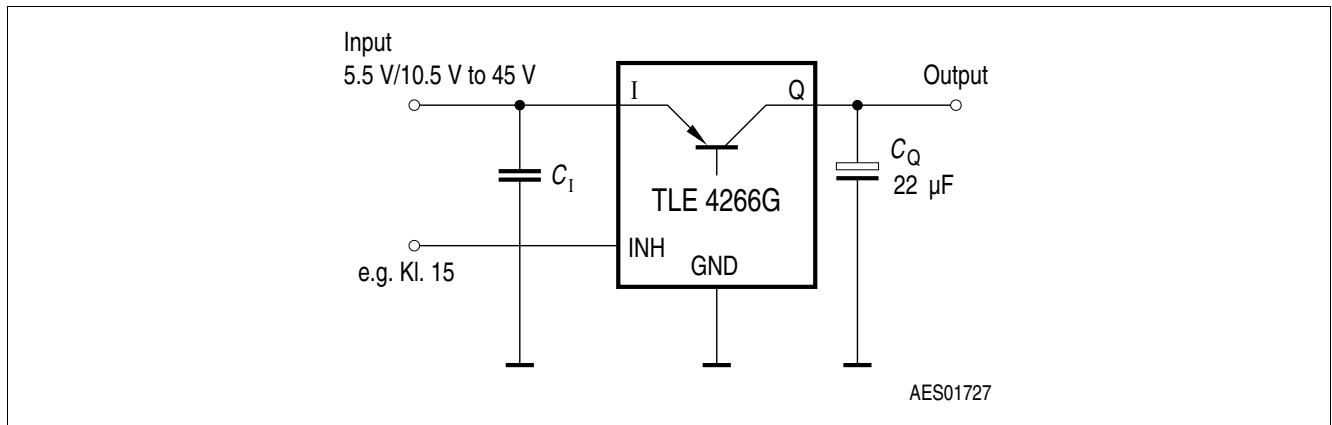 Input
5.5 V/10.5 V to 45 V
Output
I
Q
C_I
C_Q
22 µF
TLE 4266G
INH
GND
e.g. Kl. 15
AES01727